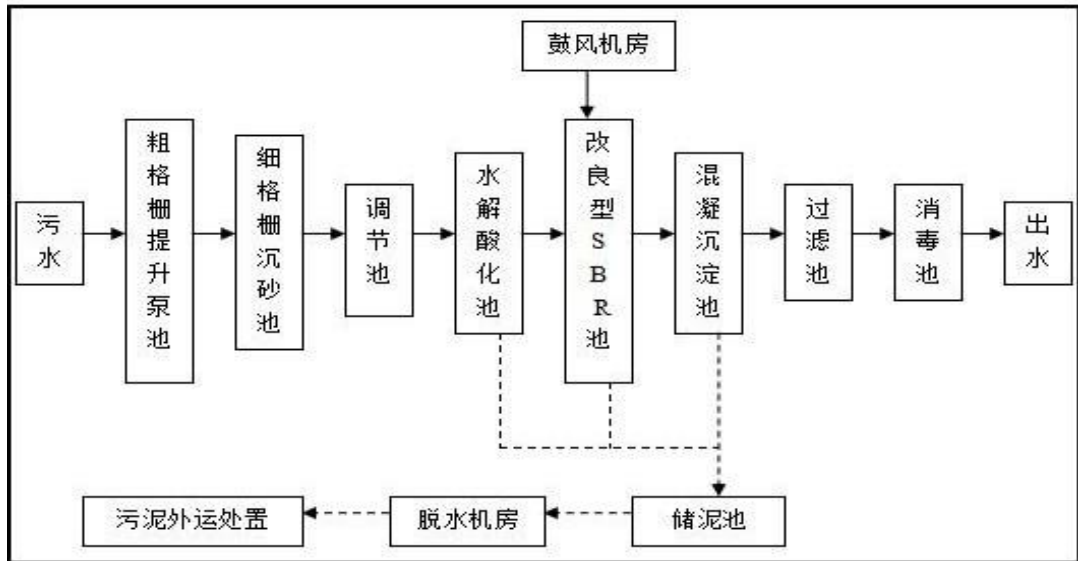 鼓风机房
污水
粗格栅提升泵池
细格栅沉砂池
调节池
水解酸化池
改良型SBR池
混凝沉淀池
过滤池
消毒池
出水
污泥外运处置
脱水机房
储泥池